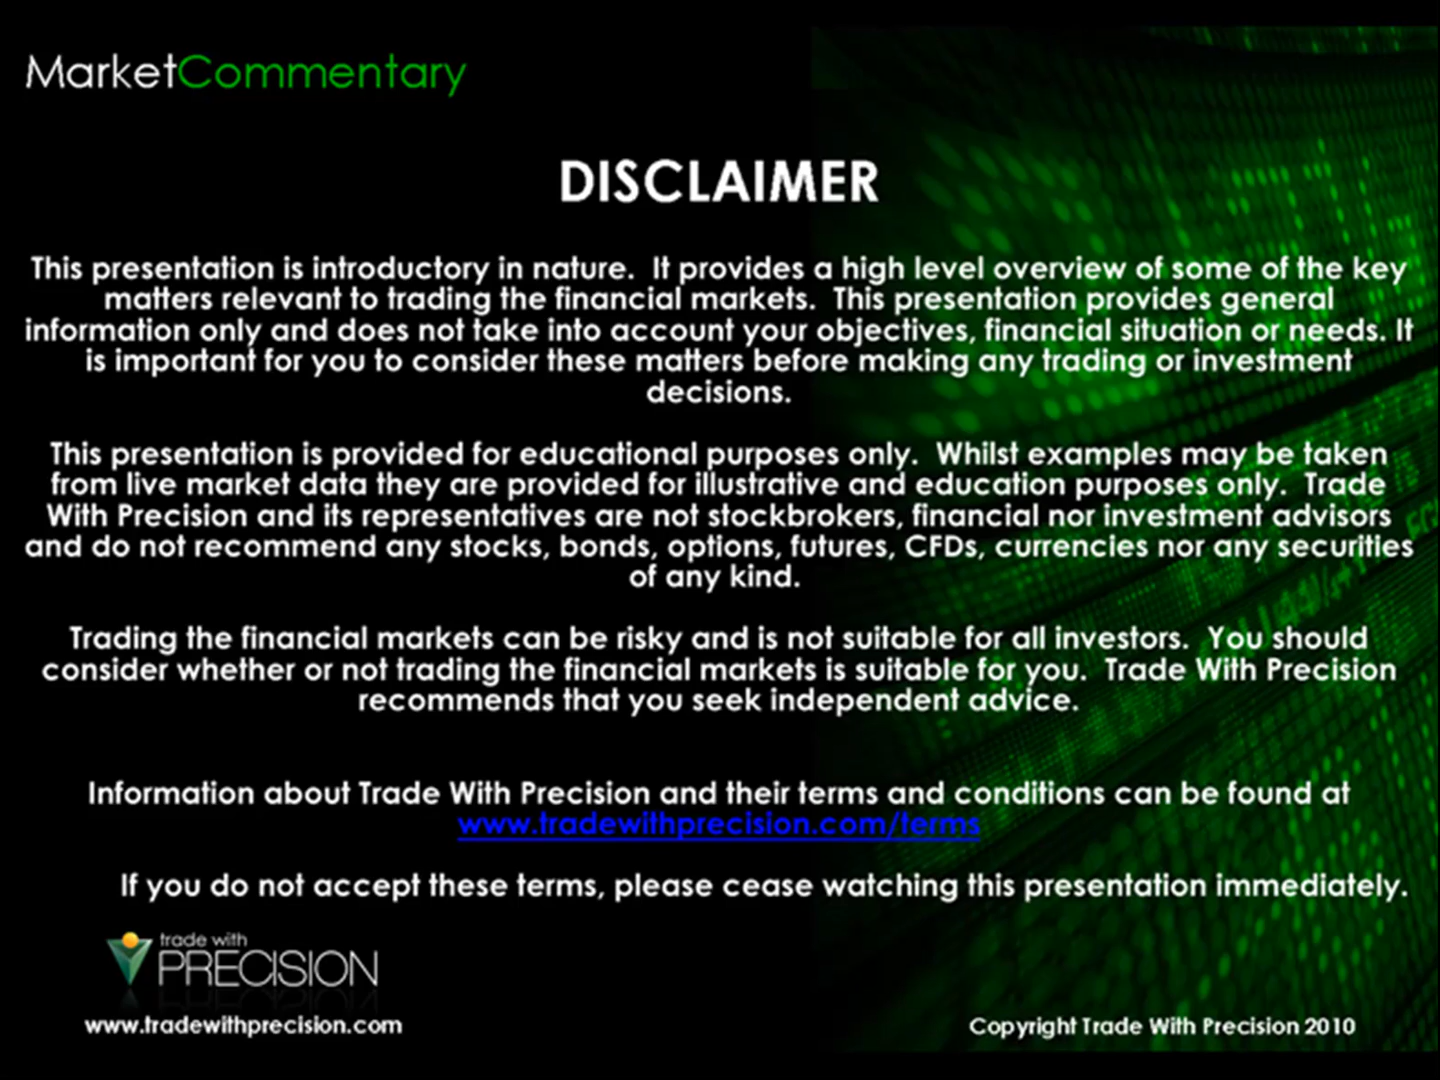 MarketCommentary
DISCLAIMER
This presentation is introductory in nature.  It provides a high level overview of some of the key
matters relevant to trading the financial markets.  This presentation provides general
information only and does not take into account your objectives, financial situation or needs. It
is important for you to consider these matters before making any trading or investment
decisions.
This presentation is provided for educational purposes only.  Whilst examples may be taken
from live market data they are provided for illustrative and education purposes only.  Trade
With Precision and its representatives are not stockbrokers, financial nor investment advisors
and do not recommend any stocks, bonds, options, futures, CFDs, currencies nor any securities
of any kind.
Trading the financial markets can be risky and is not suitable for all investors.  You should
consider whether or not trading the financial markets is suitable for you.  Trade With Precision
recommends that you seek independent advice.
Information about Trade With Precision and their terms and conditions can be found at
www.tradewithprecision.com/terms
If you do not accept these terms, please cease watching this presentation immediately.
trade with
PRECISION
www.tradewithprecision.com
Copyright Trade With Precision 2010